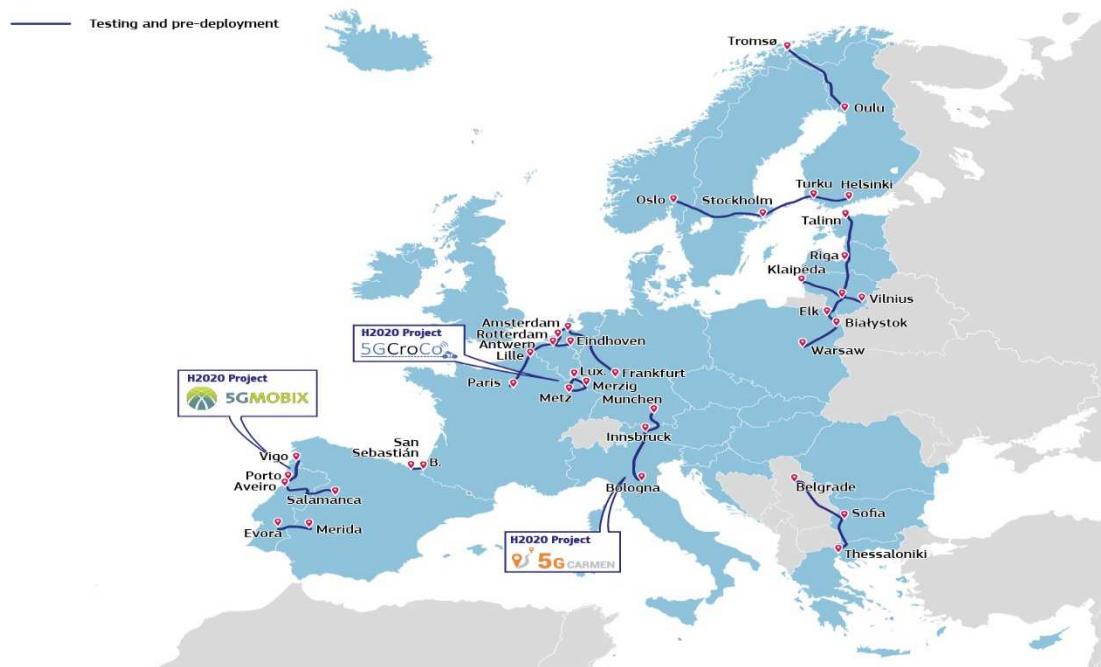 Testing and pre-deployment
Tromsø
Oulu
Turku
Helsinki
Oslo
Stockholm
Talinn
Riga
Klaipėda
Vilnius
Elk
Białystok
Warsaw
Amsterdam
Rotterdam
Antwern
Eindhoven
Lille
H2020 Project
5GCroCo
Lux.
Frankfurt
Paris
Merzig
Metz
Munchen
H2020 Project
5GMOBIX
Innsbruck
San
Sebastián
B.
Vigo
Porto
Aveiro
Salamanca
Bologna
Belgrade
Sofia
Evora
Merida
H2020 Project
5G CARMEN
Thessaloniki